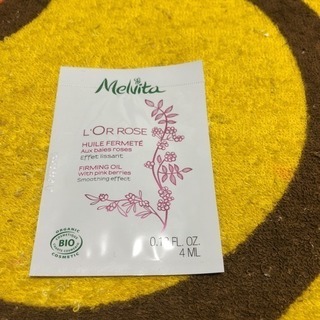 Melvita
L'OR ROSE
HUILE FERMETÉ
Aux baies roses
Effet lissant
FIRMING OIL
with pink berries
Smoothing effect
ORGANIC
BIO
COSMETIC
FL. OZ.
4 ML